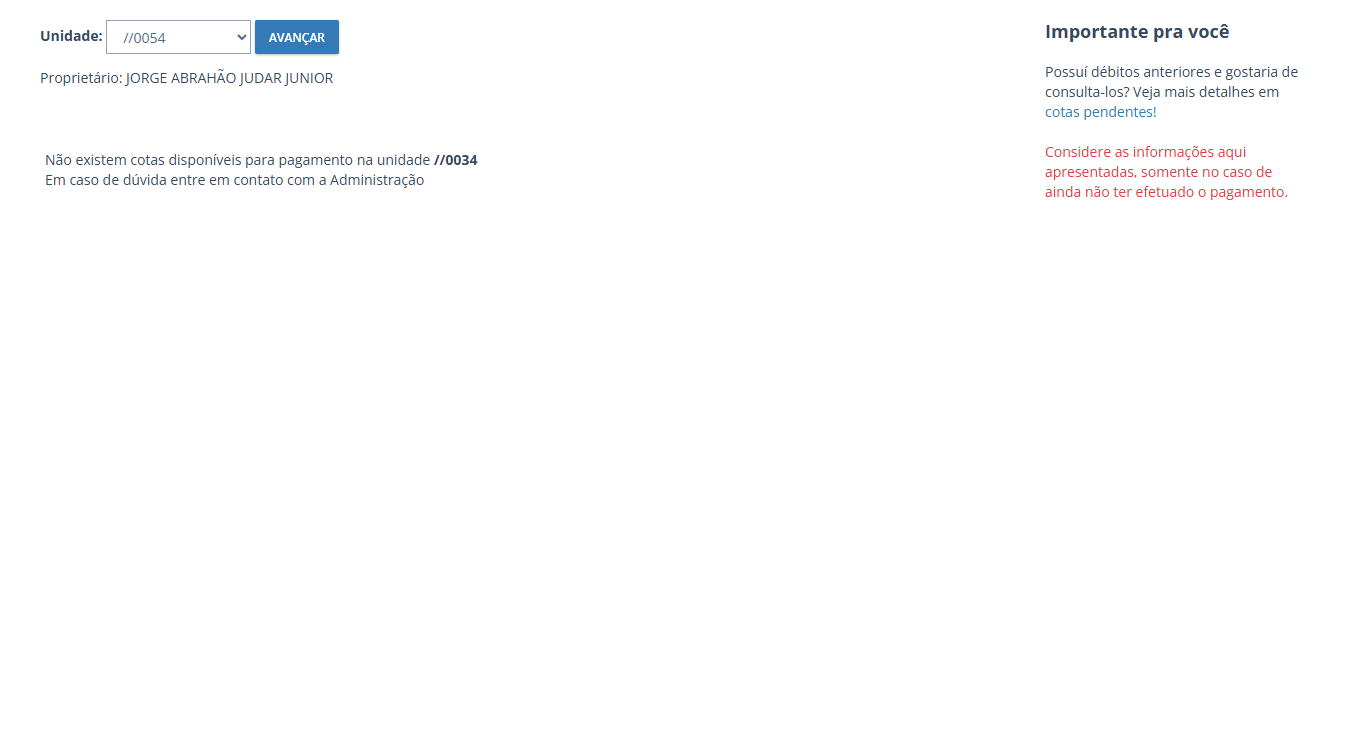 Unidade: //0054 AVANÇAR
Proprietário: JORGE ABRAHÃO JUDAR JUNIOR
Não existem cotas disponíveis para pagamento na unidade //0034
Em caso de dúvida entre em contato com a Administração
Importante pra você
Possuí débitos anteriores e gostaria de
consulta-los? Veja mais detalhes em
cotas pendentes!
Considere as informações aqui
apresentadas, somente no caso de
ainda não ter efetuado o pagamento.